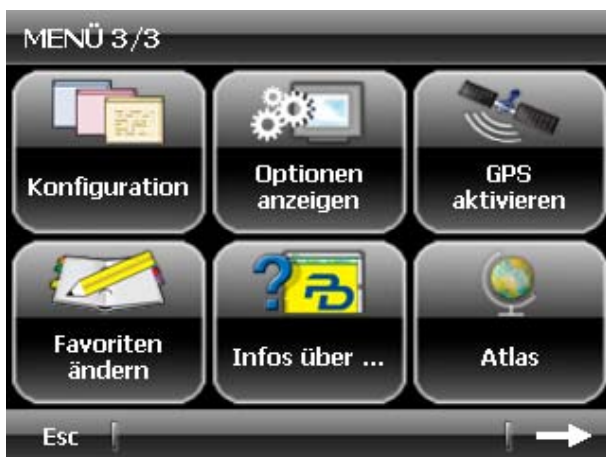 MENÜ 3/3
Konfiguration
Optionen
anzeigen
GPS
aktivieren
Favoriten
ändern
Infos über ...
Atlas
Esc